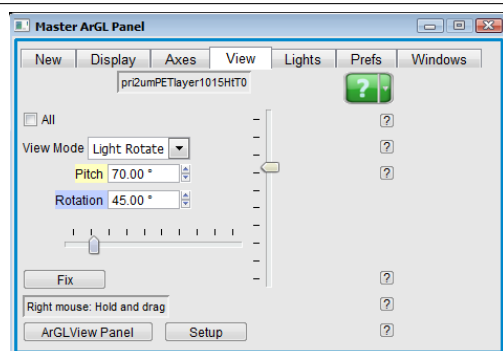 Master ArGL Panel
New Display Axes View Lights Prefs Windows
pri2umPETlayer1015HtT0
?
All ?
View Mode Light Rotate ?
Pitch 70.00 ° ?
Rotation 45.00 °
Fix ?
Right mouse: Hold and drag ?
ArGLView Panel Setup ?